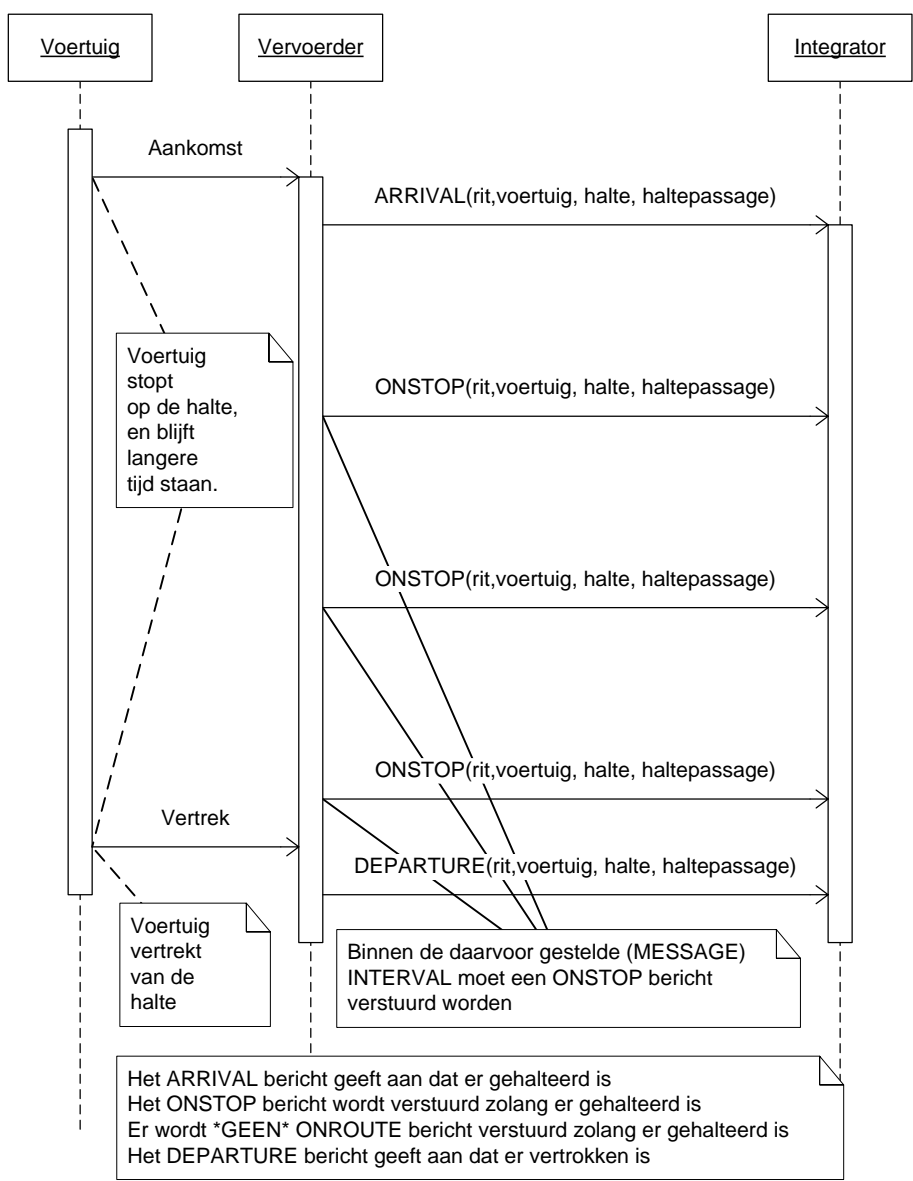 Voertuig
Vervoerder
Integrator
Aankomst
ARRIVAL(rit,voertuig, halte, haltepassage)
Voertuig
stopt
op de halte,
en blijft
langere
tijd staan.
ONSTOP(rit,voertuig, halte, haltepassage)
ONSTOP(rit,voertuig, halte, haltepassage)
ONSTOP(rit,voertuig, halte, haltepassage)
Vertrek
DEPARTURE(rit,voertuig, halte, haltepassage)
Voertuig
vertrekt
van de
halte
Binnen de daarvoor gestelde (MESSAGE)
INTERVAL moet een ONSTOP bericht
verstuurd worden
Het ARRIVAL bericht geeft aan dat er gehalteerd is
Het ONSTOP bericht wordt verstuurd zolang er gehalteerd is
Er wordt *GEEN* ONROUTE bericht verstuurd zolang er gehalteerd is
Het DEPARTURE bericht geeft aan dat er vertrokken is